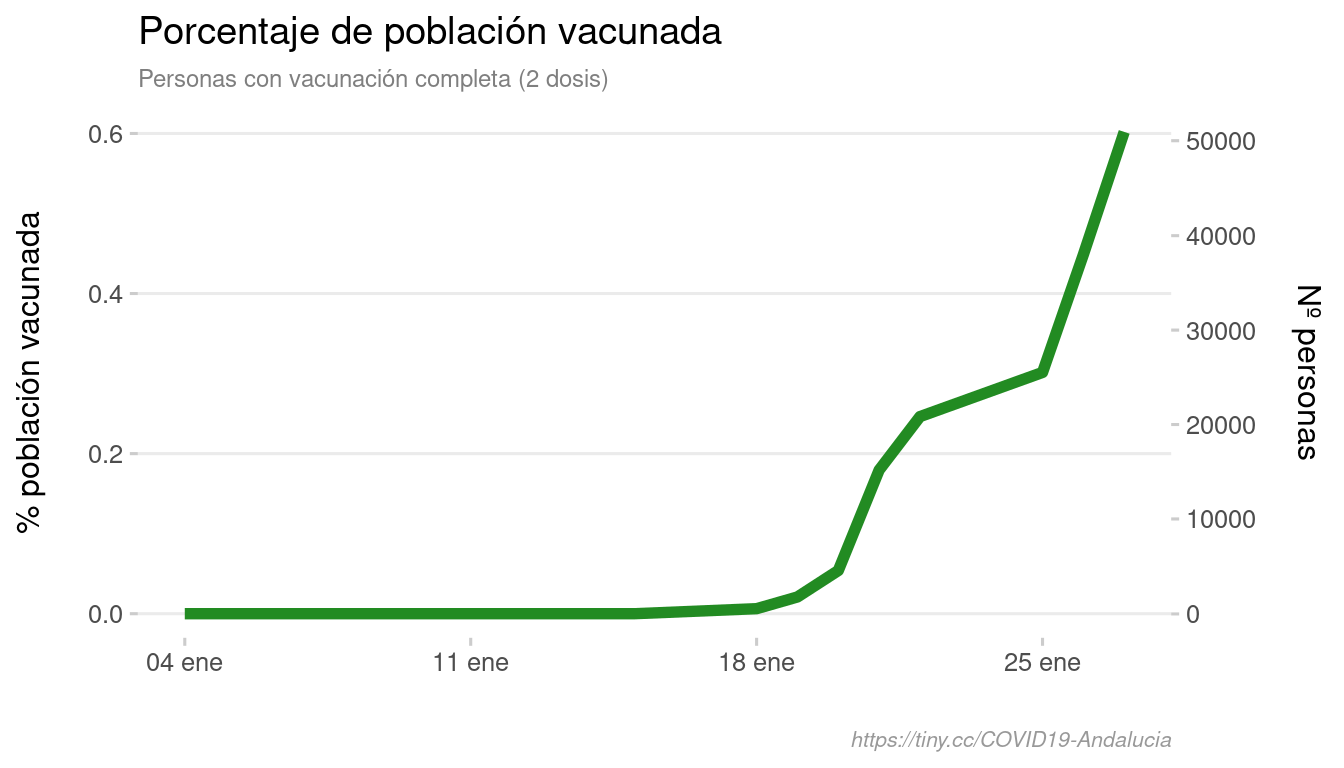 Porcentaje de población vacunada
Personas con vacunación completa (2 dosis)
% población vacunada
0.6
0.4
0.2
0.0
50000
40000
30000
20000
10000
0
Nº personas
04 ene
11 ene
18 ene
25 ene
https://tiny.cc/COVID19-Andalucia